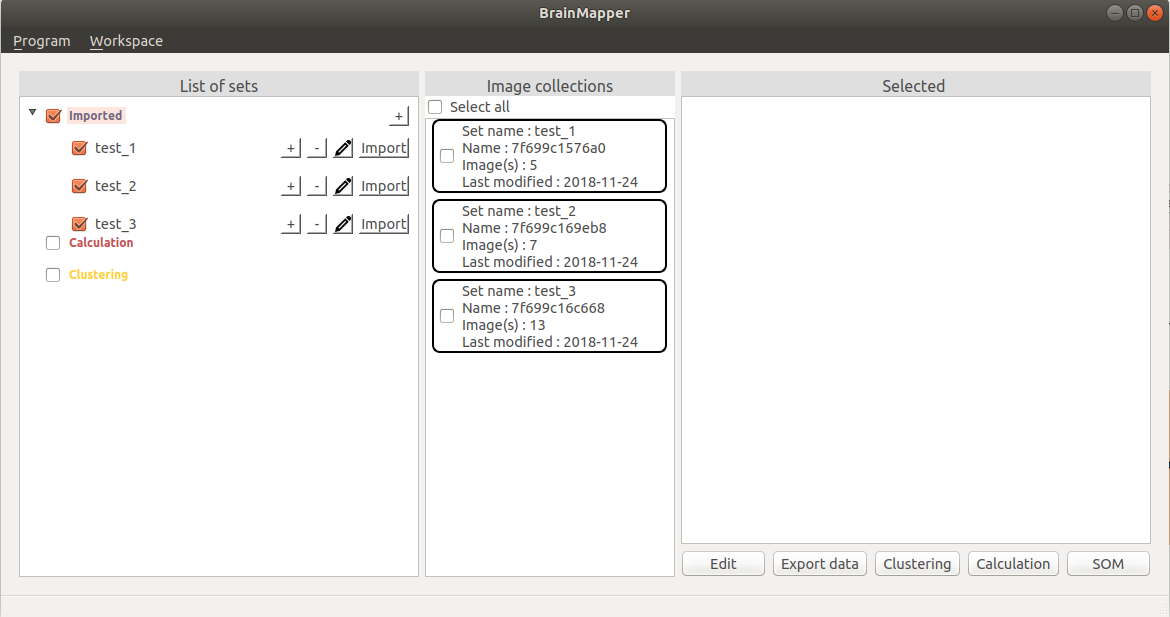 BrainMapper
Program Workspace
List of sets
Imported +
test_1 + - Import
test_2 + - Import
test_3 + - Import
Calculation
Clustering
Image collections
Select all
Set name : test_1
Name : 7f699c1576a0
Image(s) : 5
Last modified : 2018-11-24
Set name : test_2
Name : 7f699c169eb8
Image(s) : 7
Last modified : 2018-11-24
Set name : test_3
Name : 7f699c16c668
Image(s) : 13
Last modified : 2018-11-24
Selected
Edit Export data Clustering Calculation SOM